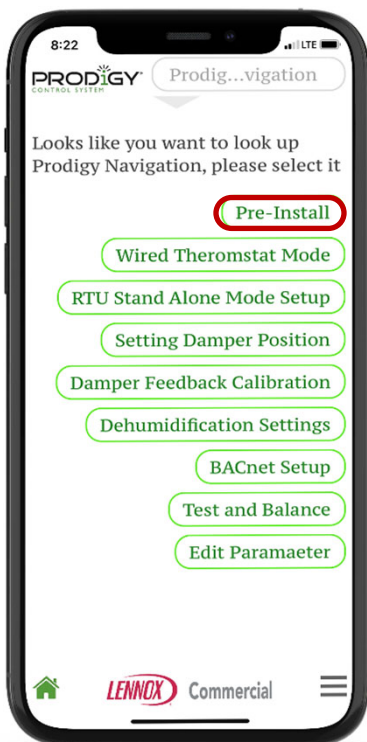 8:22
LTE
PRODIGY
CONTROL SYSTEM
Prodig...vigation
Looks like you want to look up
Prodigy Navigation, please select it
Pre-Install
Wired Theromstat Mode
RTU Stand Alone Mode Setup
Setting Damper Position
Damper Feedback Calibration
Dehumidification Settings
BACnet Setup
Test and Balance
Edit Paramaeter
LENNOX Commercial